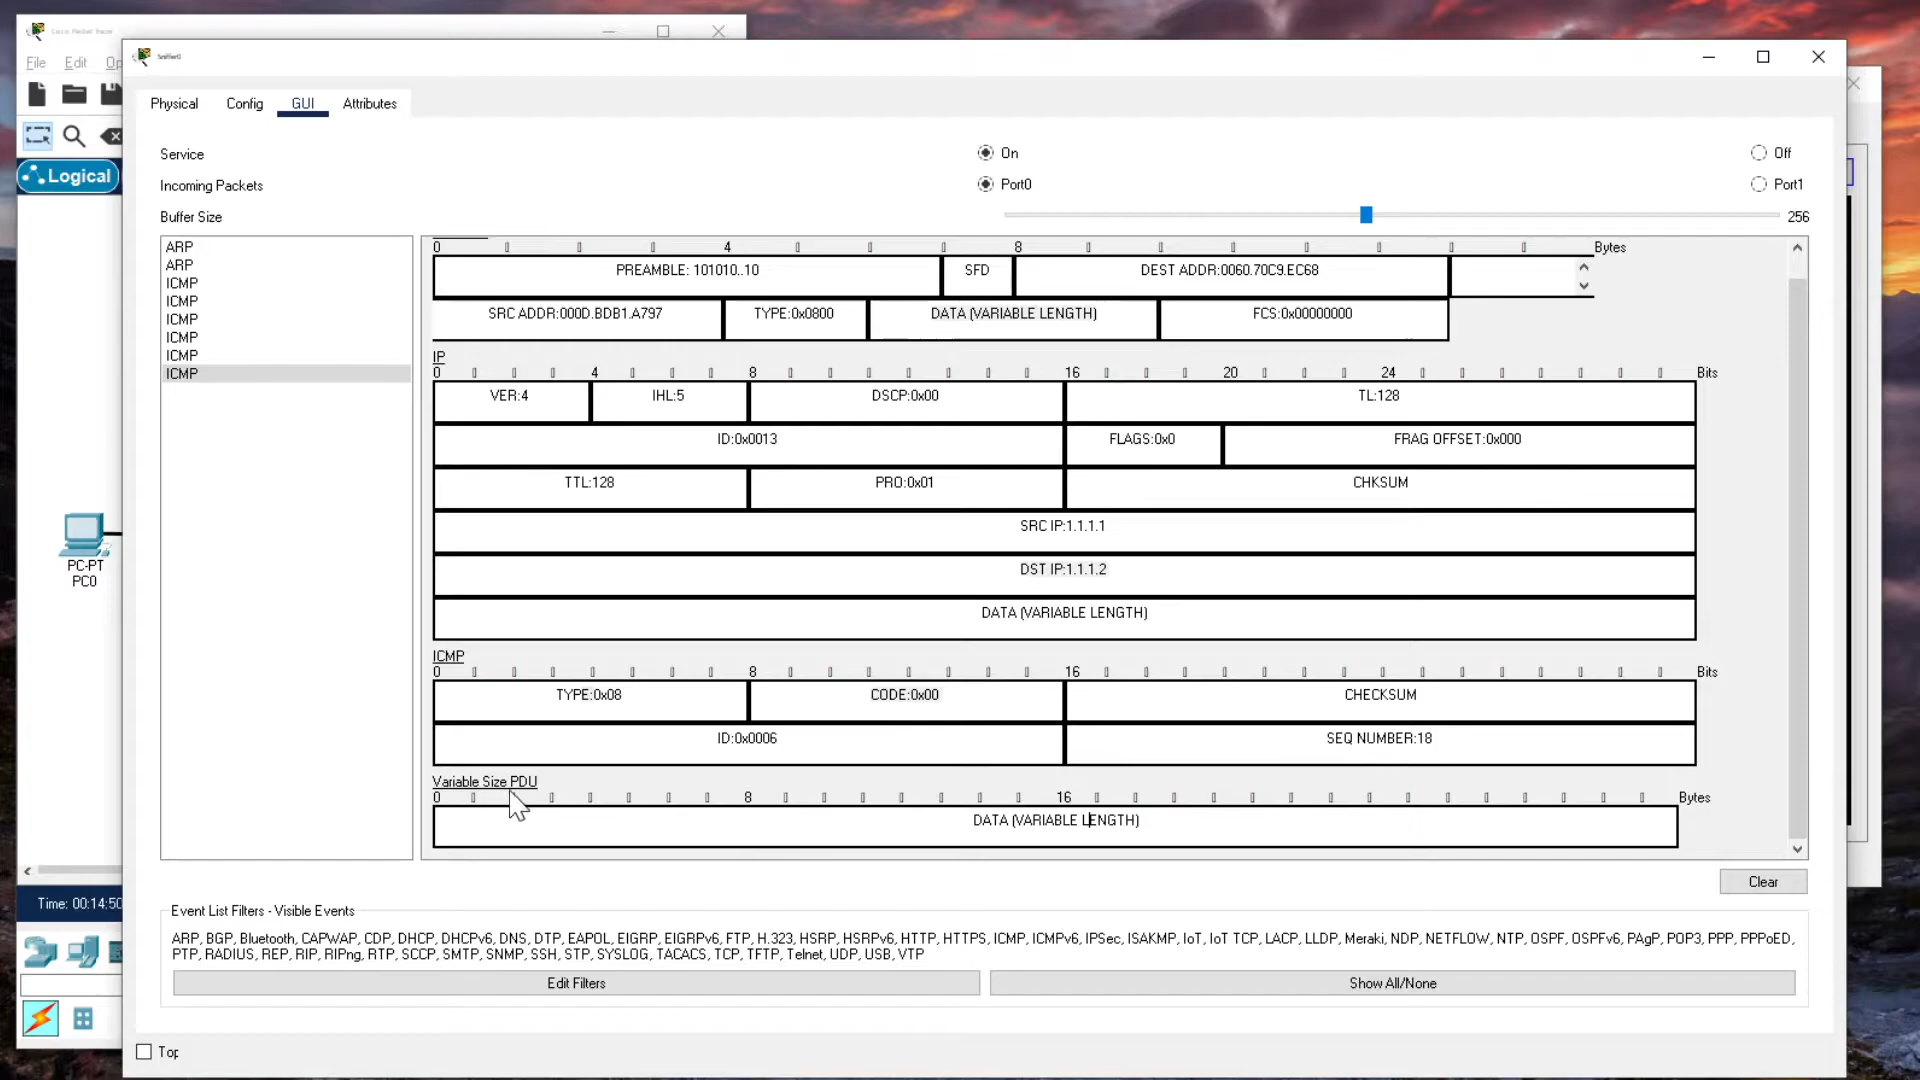 Cisco Packet Tracer
Sniffer0
File Edit Op
Physical Config GUI Attributes
Service On Off
Incoming Packets Port0 Port1
Logical
Buffer Size 256
ARP
ARP
ICMP
ICMP
ICMP
ICMP
ICMP
ICMP
0 4 8 Bytes
PREAMBLE: 101010..10 SFD DEST ADDR:0060.70C9.EC68
SRC ADDR:000D.BDB1.A797 TYPE:0x0800 DATA (VARIABLE LENGTH) FCS:0x00000000
IP
0 4 8 16 20 24 Bits
VER:4 IHL:5 DSCP:0x00 TL:128
ID:0x0013 FLAGS:0x0 FRAG OFFSET:0x000
TTL:128 PRO:0x01 CHKSUM
SRC IP:1.1.1.1
DST IP:1.1.1.2
DATA (VARIABLE LENGTH)
ICMP
0 8 16 Bits
TYPE:0x08 CODE:0x00 CHECKSUM
ID:0x0006 SEQ NUMBER:18
Variable Size PDU
0 8 16 Bytes
DATA (VARIABLE LENGTH)
PC-PT
PC0
Clear
Time: 00:14:50
Event List Filters - Visible Events
ARP, BGP, Bluetooth, CAPWAP, CDP, DHCP, DHCPv6, DNS, DTP, EAPOL, EIGRP, EIGRPv6, FTP, H.323, HSRP, HSRPv6, HTTP, HTTPS, ICMP, ICMPv6, IPSec, ISAKMP, IoT, IoT TCP, LACP, LLDP, Meraki, NDP, NETFLOW, NTP, OSPF, OSPFv6, PAgP, POP3, PPP, PPPoED,
PTP, RADIUS, REP, RIP, RIPng, RTP, SCCP, SMTP, SNMP, SSH, STP, SYSLOG, TACACS, TCP, TFTP, Telnet, UDP, USB, VTP
Edit Filters Show All/None
Top